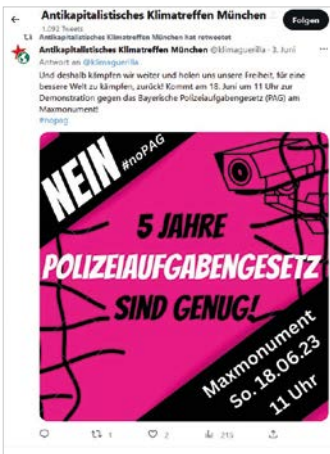 Antikapitalistisches Klimatreffen München
1.092 Tweets
Folgen
Antikapitalistisches Klimatreffen München hat retweetet
Antikapitalistisches Klimatreffen München @klimaguerilla · 3. Juni
Antwort an @klimaguerilla
Und deshalb kämpfen wir weiter und holen uns unsere Freiheit, für eine
bessere Welt zu kämpfen, zurück! Kommt am 18. Juni um 11 Uhr zur
Demonstration gegen das Bayerische Polizeiaufgabengesetz (PAG) am
Maxmonument!
#nopag
NEIN
#noPAG
5 JAHRE
POLIZEIAUFGABENGESETZ
SIND GENUG!
Maxmonument
So. 18.06.23
11 Uhr
1
2
215